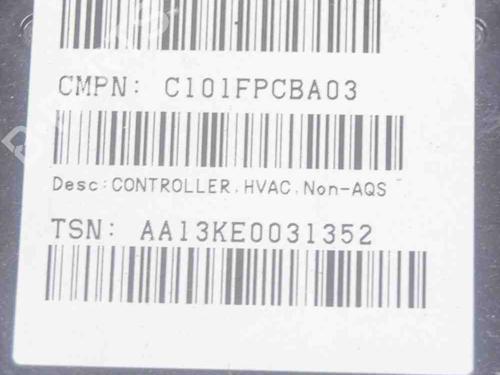 CMPN: C101FPCBA03
Desc:CONTROLLER,HVAC,Non-AQS
TSN: AA13KE0031352